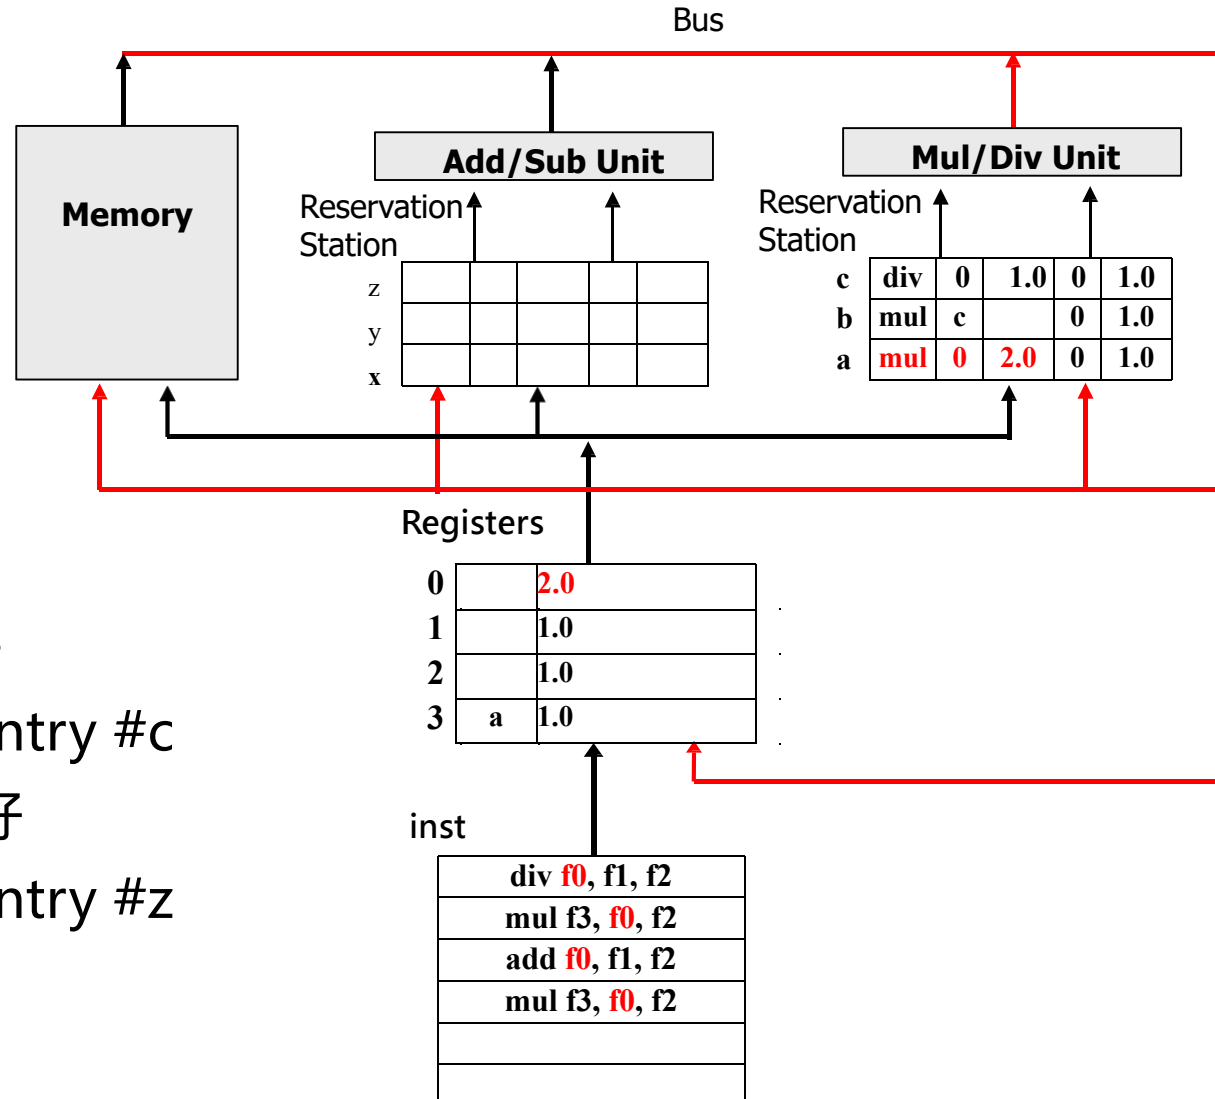 Bus
Memory
Add/Sub Unit
Mul/Div Unit
Reservation
Station
Reservation
Station
z
y
x
c div 0 1.0 0 1.0
b mul c 0 1.0
a mul 0 2.0 0 1.0
Registers
0 2.0
1 1.0
2 1.0
3 a 1.0
ntry #c
ntry #z
inst
div f0, f1, f2
mul f3, f0, f2
add f0, f1, f2
mul f3, f0, f2